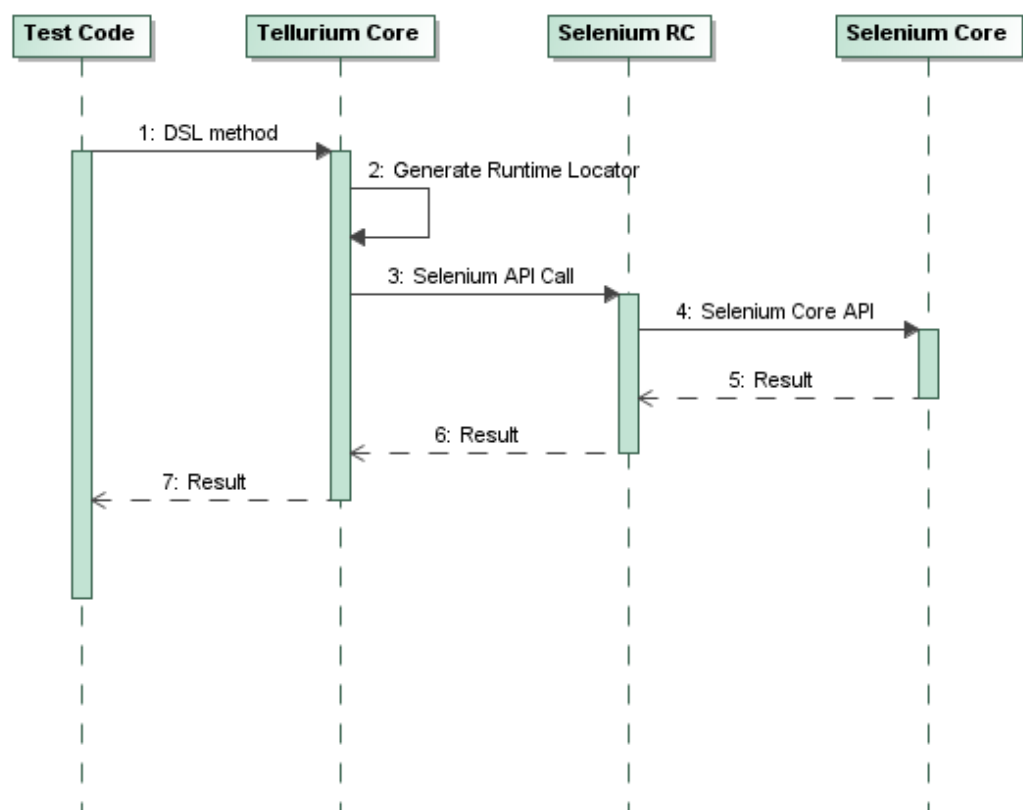 Test Code
Tellurium Core
Selenium RC
Selenium Core
1: DSL method
2: Generate Runtime Locator
3: Selenium API Call
4: Selenium Core API
5: Result
6: Result
7: Result